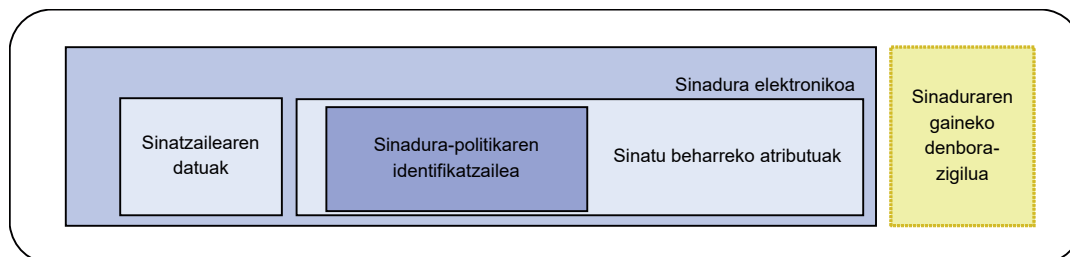 Sinadura elektronikoa
Sinatzailearen
datuak
Sinadura-politikaren
identifikatzailea
Sinatu beharreko atributuak
Sinaduraren
gaineko
denbora-
zigilua